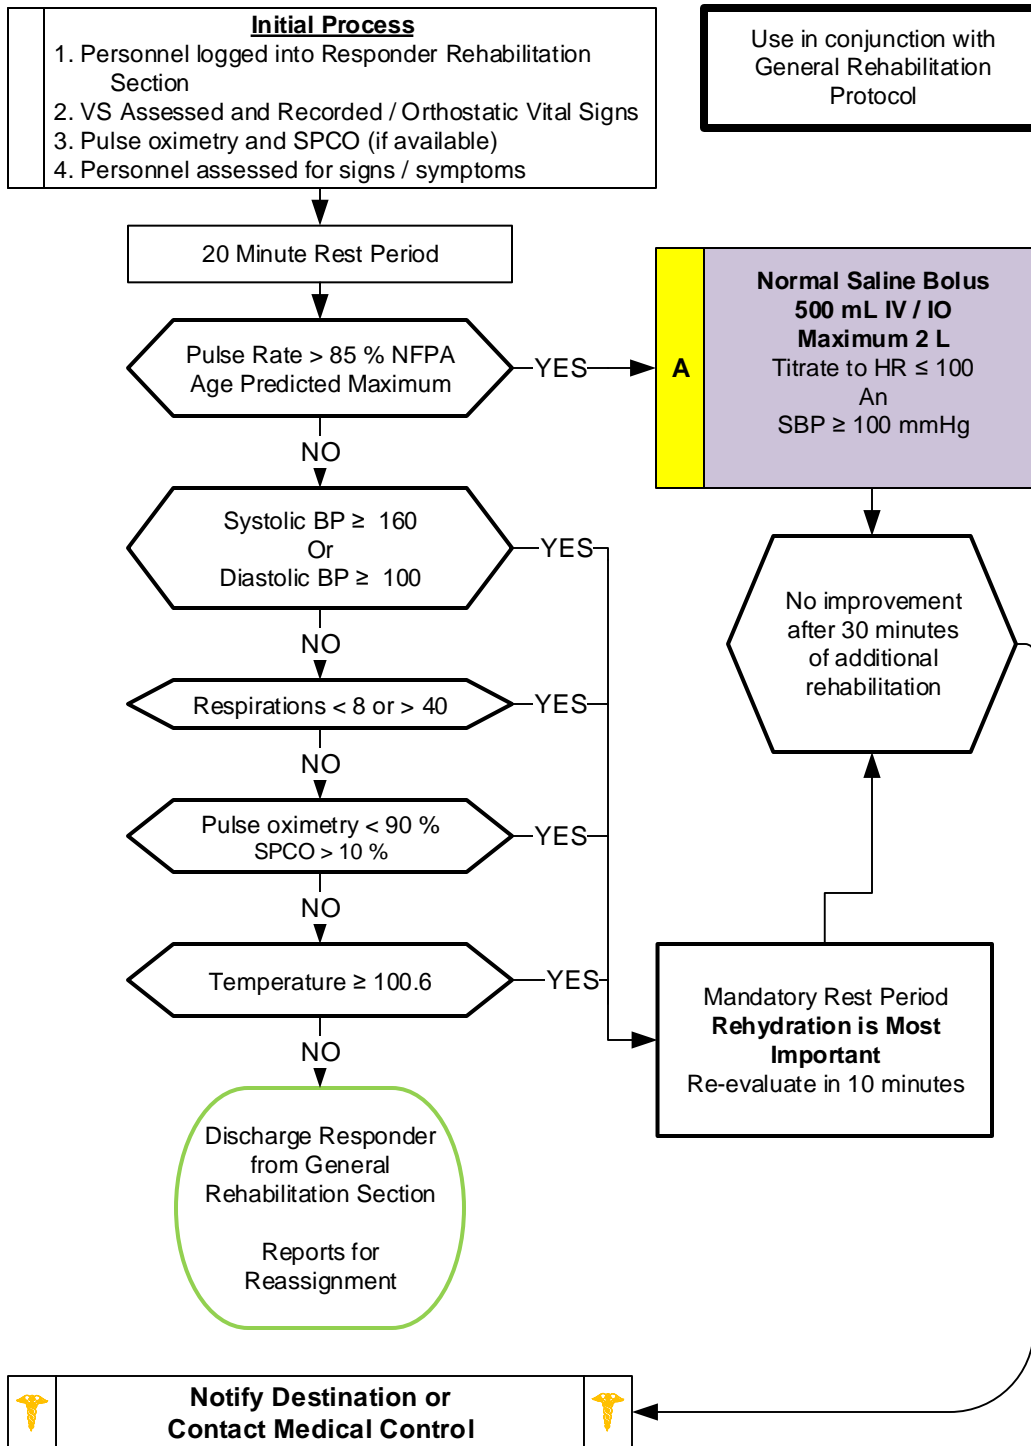 Initial Process
1. Personnel logged into Responder Rehabilitation
Section
2. VS Assessed and Recorded / Orthostatic Vital Signs
3. Pulse oximetry and SPCO (if available)
4. Personnel assessed for signs / symptoms
Use in conjunction with
General Rehabilitation
Protocol
20 Minute Rest Period
Pulse Rate > 85 % NFPA
Age Predicted Maximum
YES
A
Normal Saline Bolus
500 mL IV / IO
Maximum 2 L
Titrate to HR ≤ 100
An
SBP ≥ 100 mmHg
NO
Systolic BP ≥ 160
Or
Diastolic BP ≥ 100
YES
No improvement
after 30 minutes
of additional
rehabilitation
NO
Respirations < 8 or > 40
YES
NO
Pulse oximetry < 90 %
SPCO > 10 %
YES
NO
Temperature ≥ 100.6
YES
Mandatory Rest Period
Rehydration is Most
Important
Re-evaluate in 10 minutes
NO
Discharge Responder
from General
Rehabilitation Section
Reports for
Reassignment
Notify Destination or
Contact Medical Control